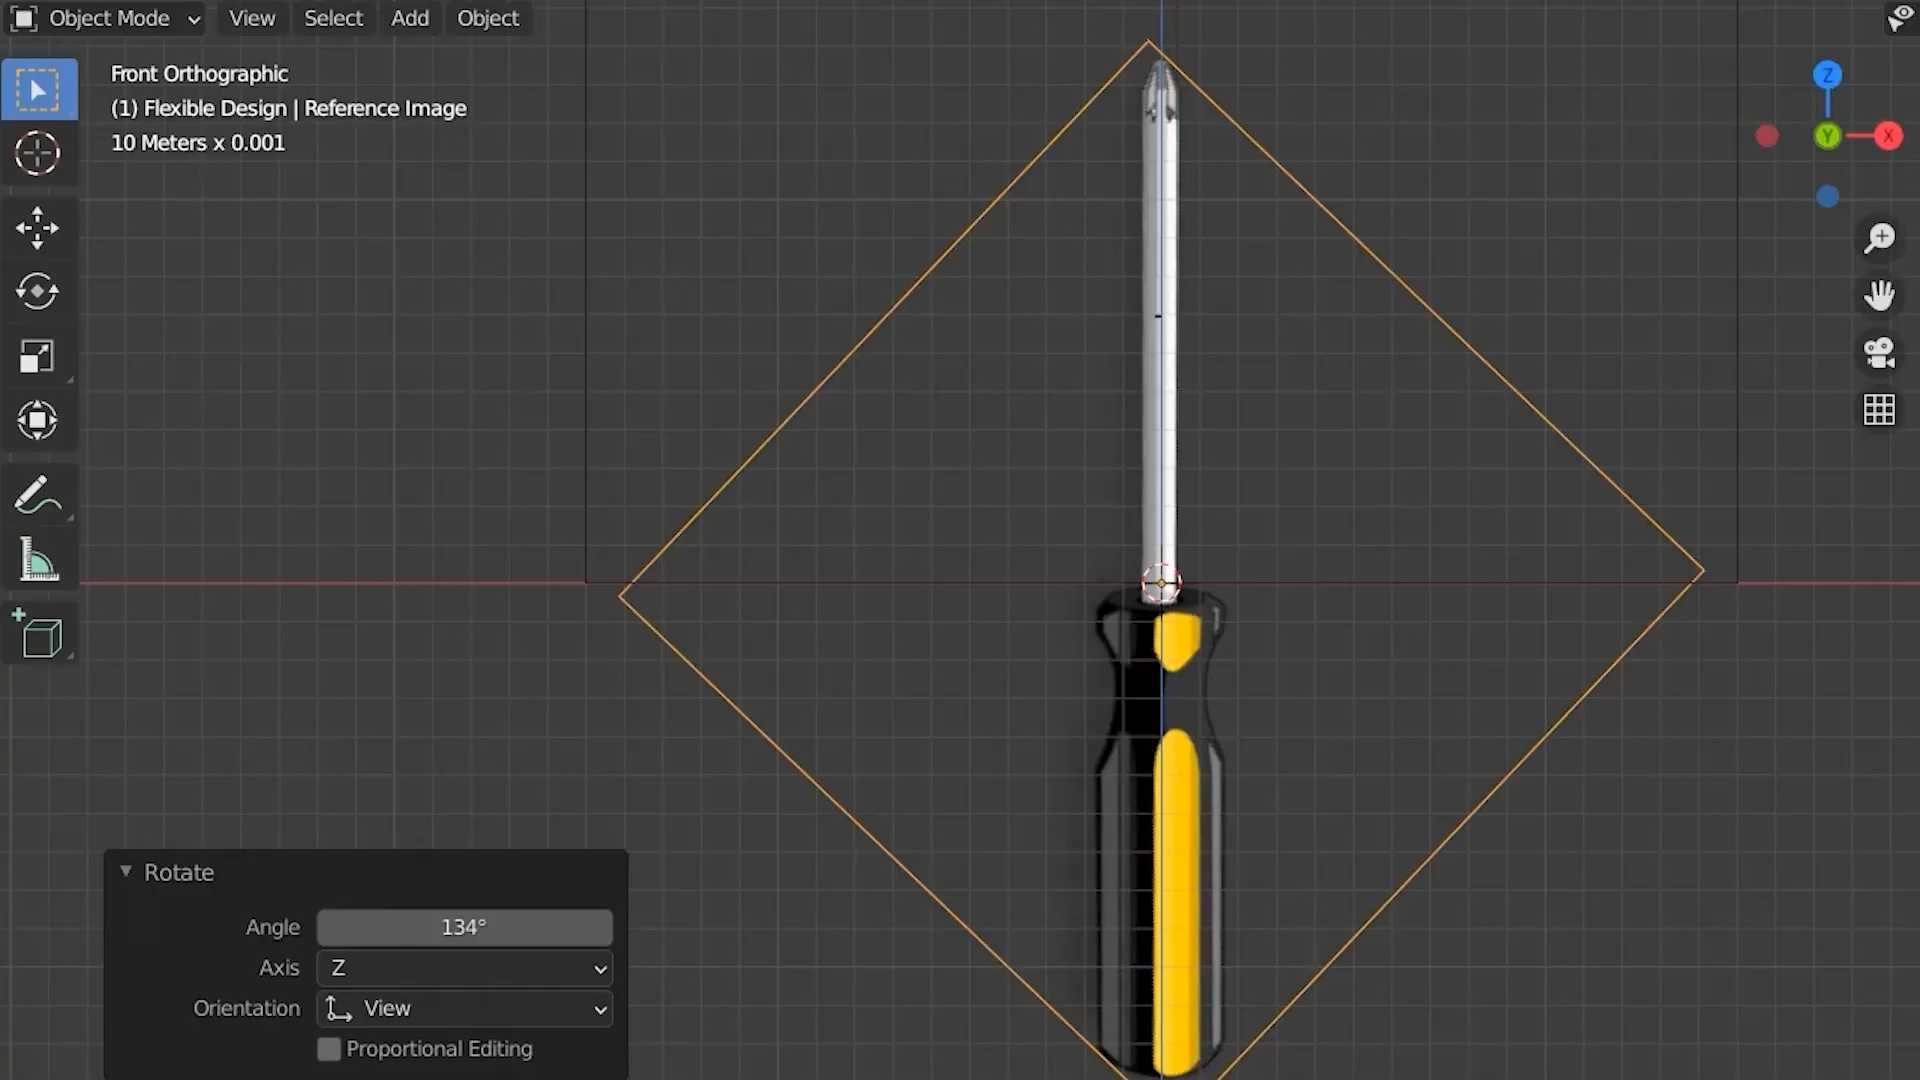 Object Mode View Select Add Object
Front Orthographic
(1) Flexible Design | Reference Image
10 Meters x 0.001
Z
Y
X
Rotate
Angle 134°
Axis Z
Orientation View
Proportional Editing